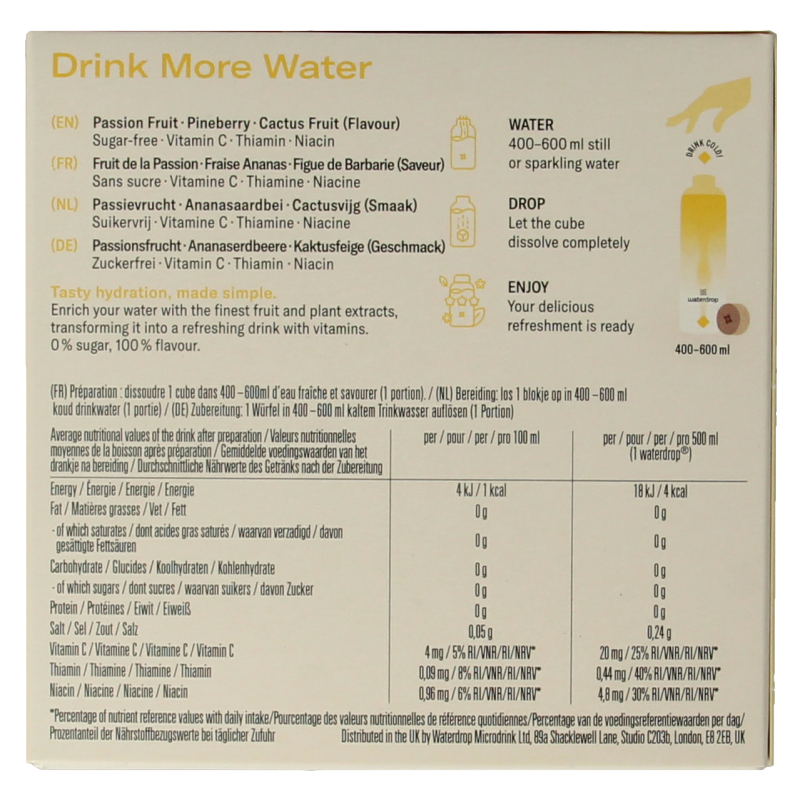 Drink More Water
(EN) Passion Fruit · Pineberry · Cactus Fruit (Flavour)
Sugar-free · Vitamin C · Thiamin · Niacin
(FR) Fruit de la Passion · Fraise Ananas · Figue de Barbarie (Saveur)
Sans sucre · Vitamine C · Thiamine · Niacine
(NL) Passievrucht · Ananasaardbei · Cactusvijg (Smaak)
Suikervrij · Vitamine C · Thiamine · Niacine
(DE) Passionsfrucht · Ananaserdbeere · Kaktusfeige (Geschmack)
Zuckerfrei · Vitamin C · Thiamin · Niacin
Tasty hydration, made simple.
Enrich your water with the finest fruit and plant extracts,
transforming it into a refreshing drink with vitamins.
0 % sugar, 100 % flavour.
WATER
400–600 ml still
or sparkling water
DROP
Let the cube
dissolve completely
ENJOY
Your delicious
refreshment is ready
DRINK COLD!
waterdrop
400–600 ml
(FR) Préparation : dissoudre 1 cube dans 400 –600ml d'eau fraîche et savourer (1 portion). / (NL) Bereiding: los 1 blokje op in 400 –600 ml
koud drinkwater (1 portie) / (DE) Zubereitung: 1 Würfel in 400 –600 ml kaltem Trinkwasser auflösen (1 Portion)
Average nutritional values of the drink after preparation / Valeurs nutritionnelles
moyennes de la boisson après préparation / Gemiddelde voedingswaarden van het
drankje na bereiding / Durchschnittliche Nährwerte des Getränks nach der Zubereitung
per / pour / per / pro 100 ml
per / pour / per / pro 500 ml
(1 waterdrop®)
Energy / Énergie / Energie / Energie 4 kJ / 1 kcal 18 kJ / 4 kcal
Fat / Matières grasses / Vet / Fett 0 g 0 g
- of which saturates / dont acides gras saturés / waarvan verzadigd / davon
gesättigte Fettsäuren 0 g 0 g
Carbohydrate / Glucides / Koolhydraten / Kohlenhydrate 0 g 0 g
- of which sugars / dont sucres / waarvan suikers / davon Zucker 0 g 0 g
Protein / Protéines / Eiwit / Eiweiß 0 g 0 g
Salt / Sel / Zout / Salz 0,05 g 0,24 g
Vitamin C / Vitamine C / Vitamine C / Vitamin C 4 mg / 5% RI/VNR/RI/NRV* 20 mg / 25% RI/VNR/RI/NRV*
Thiamin / Thiamine / Thiamine / Thiamin 0,09 mg / 8% RI/VNR/RI/NRV* 0,44 mg / 40% RI/VNR/RI/NRV*
Niacin / Niacine / Niacine / Niacin 0,96 mg / 6% RI/VNR/RI/NRV* 4,8 mg / 30% RI/VNR/RI/NRV*
*Percentage of nutrient reference values with daily intake/Pourcentage des valeurs nutritionnelles de référence quotidiennes/Percentage van de voedingsreferentiewaarden per dag/
Prozentanteil der Nährstoffbezugswerte bei täglicher Zufuhr
Distributed in the UK by Waterdrop Microdrink Ltd, 89a Shacklewell Lane, Studio C203b, London, E8 2EB, UK